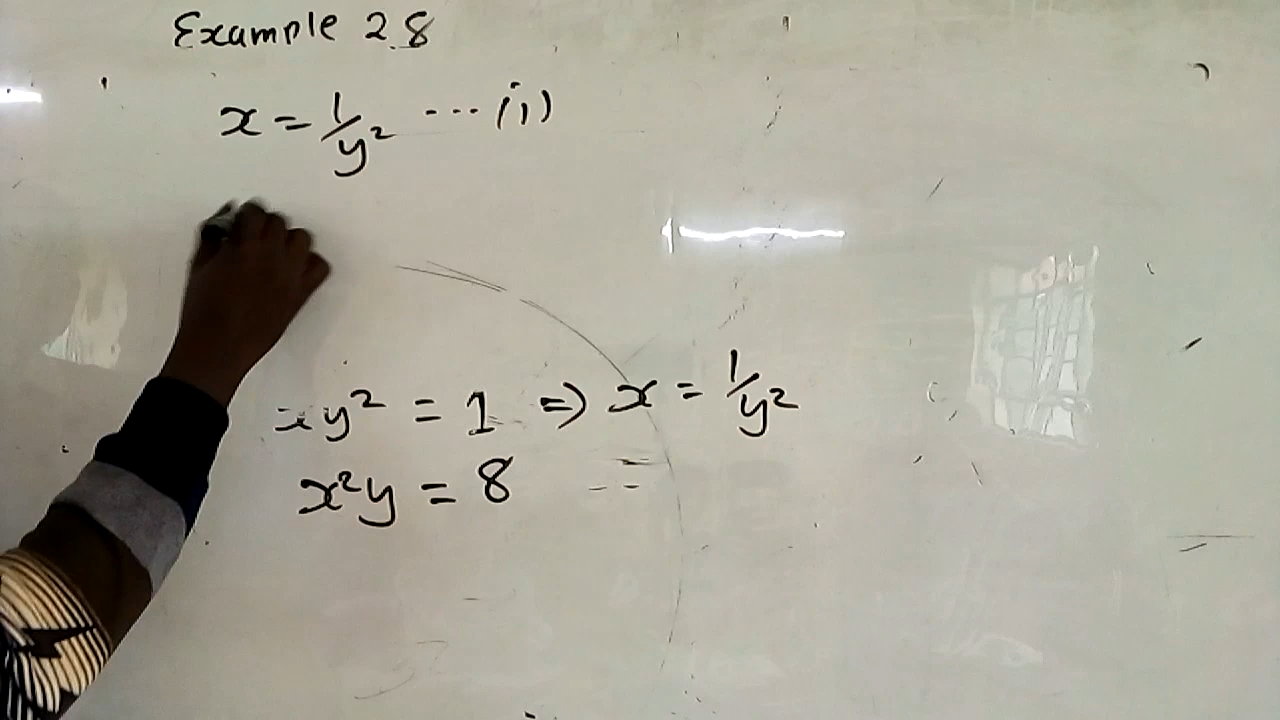 Example 2.8
x = 1/y² ... (i)
xy² = 1 => x = 1/y²
x²y = 8